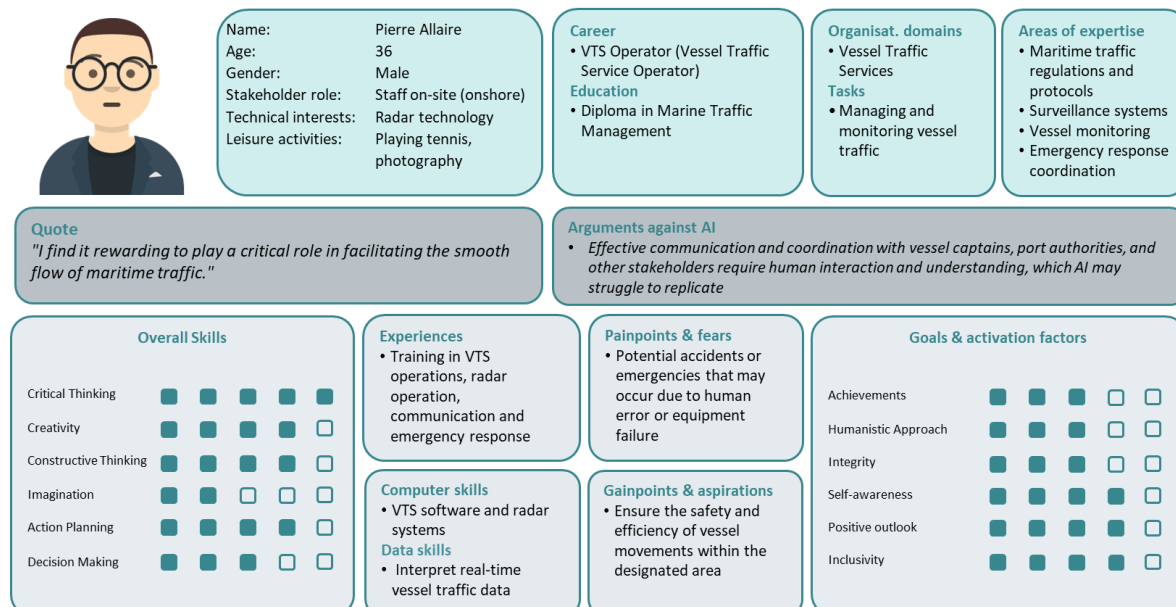 Name: Pierre Allaire
Age: 36
Gender: Male
Stakeholder role: Staff on-site (onshore)
Technical interests: Radar technology
Leisure activities: Playing tennis,
photography
Career
• VTS Operator (Vessel Traffic
Service Operator)
Education
• Diploma in Marine Traffic
Management
Organisat. domains
• Vessel Traffic
Services
Tasks
• Managing and
monitoring vessel
traffic
Areas of expertise
• Maritime traffic
regulations and
protocols
• Surveillance systems
• Vessel monitoring
• Emergency response
coordination
Quote
"I find it rewarding to play a critical role in facilitating the smooth
flow of maritime traffic."
Arguments against AI
• Effective communication and coordination with vessel captains, port authorities, and
other stakeholders require human interaction and understanding, which AI may
struggle to replicate
Overall Skills
Critical Thinking
Creativity
Constructive Thinking
Imagination
Action Planning
Decision Making
Experiences
• Training in VTS
operations, radar
operation,
communication and
emergency response
Painpoints & fears
• Potential accidents or
emergencies that may
occur due to human
error or equipment
failure
Computer skills
• VTS software and radar
systems
Data skills
• Interpret real-time
vessel traffic data
Gainpoints & aspirations
• Ensure the safety and
efficiency of vessel
movements within the
designated area
Goals & activation factors
Achievements
Humanistic Approach
Integrity
Self-awareness
Positive outlook
Inclusivity